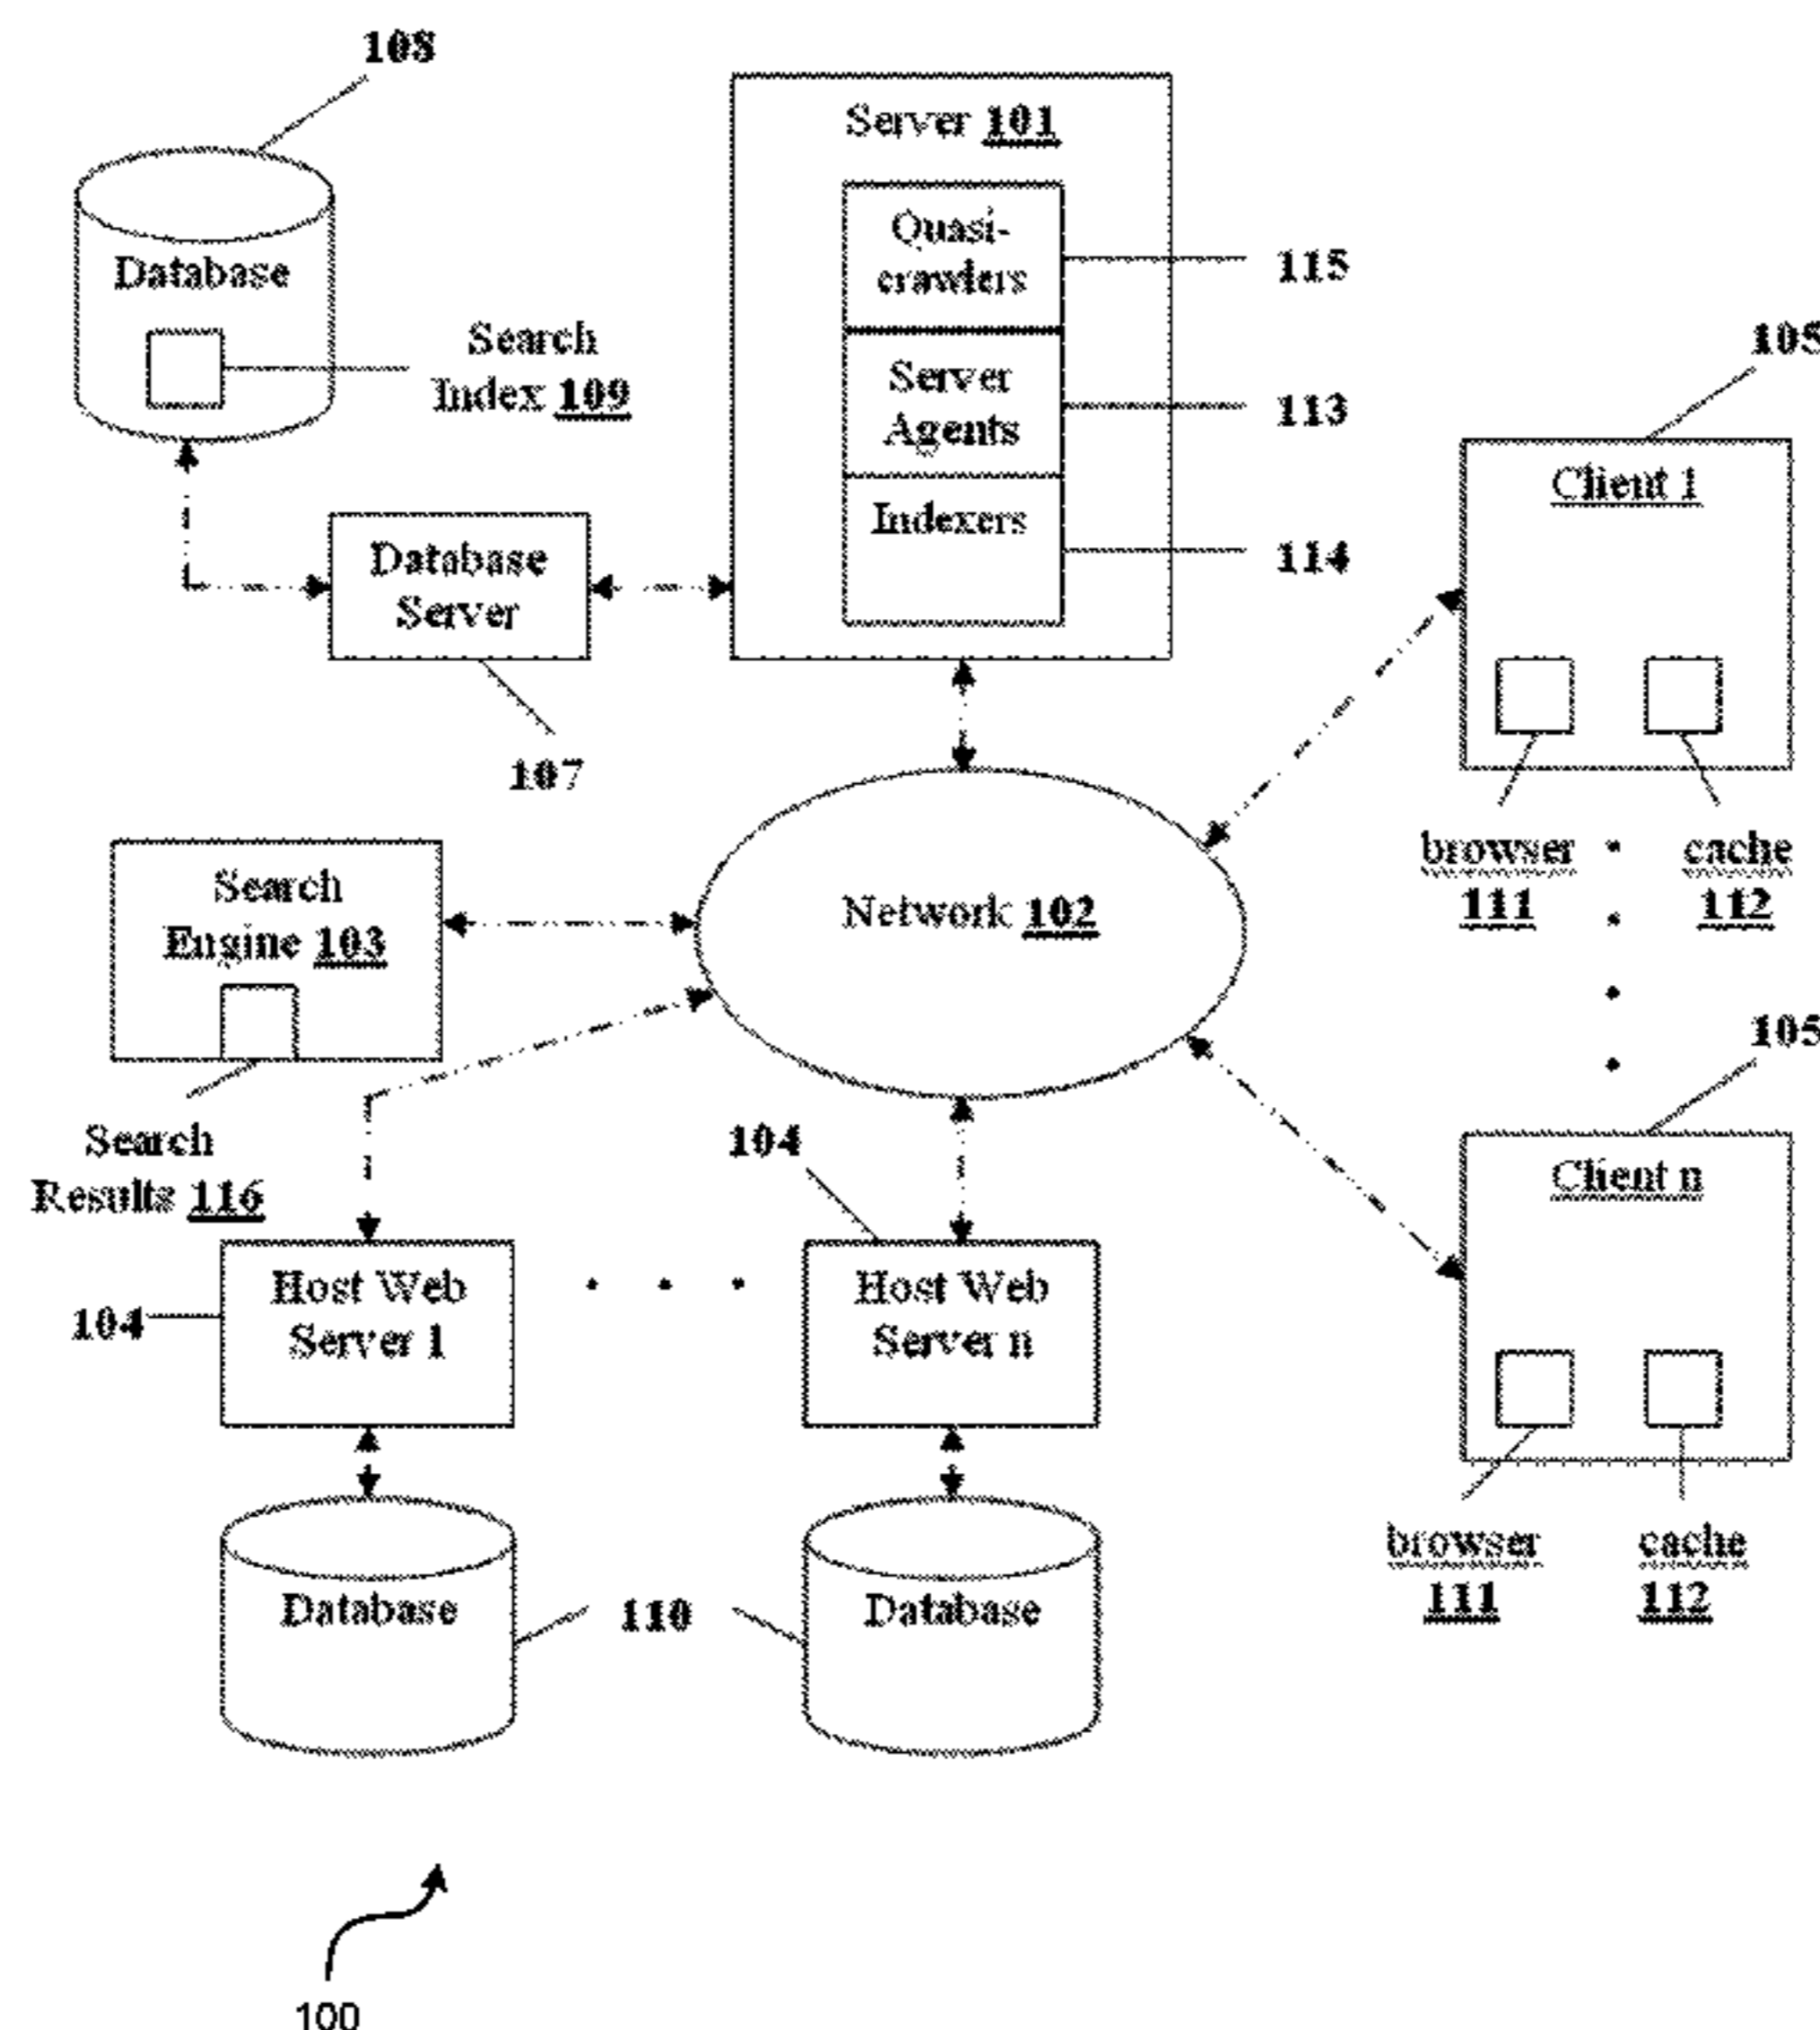 108
Server 101
Quasi-
crawlers
115
Database
Search
Index 109
Server
Agents
113
105
Indexers
114
Client 1
Database
Server
107
browser
111
cache
112
Search
Engine 103
Network 102
105
Search
Results 116
104
Client n
104
Host Web
Server 1
Host Web
Server n
browser
111
cache
112
Database
110
Database
100